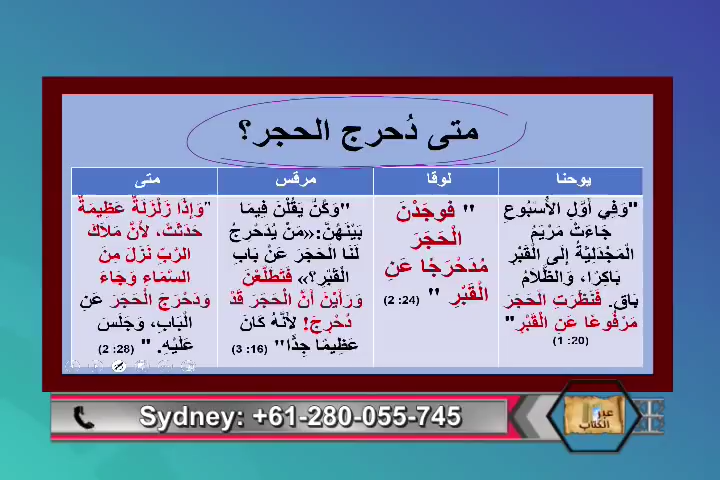 متى دُحرج الحجر؟
يوحنا
"وَفِي أَوَّلِ الأُسْبُوعِ
جَاءَتْ مَرْيَمُ
الْمَجْدَلِيَّةُ إِلَى الْقَبْرِ
بَاكِرًا، وَالظَّلاَمُ
بَاقٍ. فَنَظَرَتِ الْحَجَرَ
مَرْفُوعًا عَنِ الْقَبْرِ"
(1 :20)
لوقا
" فَوَجَدْنَ
الْحَجَرَ
مُدَحْرَجًا عَنِ
الْقَبْرِ " (2 :24)
مرقس
"وَكُنَّ يَقُلْنَ فِيمَا
بَيْنَهُنَّ:«مَنْ يُدَحْرِجُ
لَنَا الْحَجَرَ عَنْ بَابِ
الْقَبْرِ؟» فَتَطَلَّعْنَ
وَرَأَيْنَ أَنَّ الْحَجَرَ قَدْ
دُحْرِجَ! لأَنَّهُ كَانَ
عَظِيمًا جِدًّا" (3 :16)
متى
"وَإِذَا زَلْزَلَةٌ عَظِيمَةٌ
حَدَثَتْ، لأَنَّ مَلاَكَ
الرَّبِّ نَزَلَ مِنَ
السَّمَاءِ وَجَاءَ
وَدَحْرَجَ الْحَجَرَ عَنِ
الْبَابِ، وَجَلَسَ
عَلَيْهِ. " (2 :28)
Sydney: +61-280-055-745
عبر
الكتاب